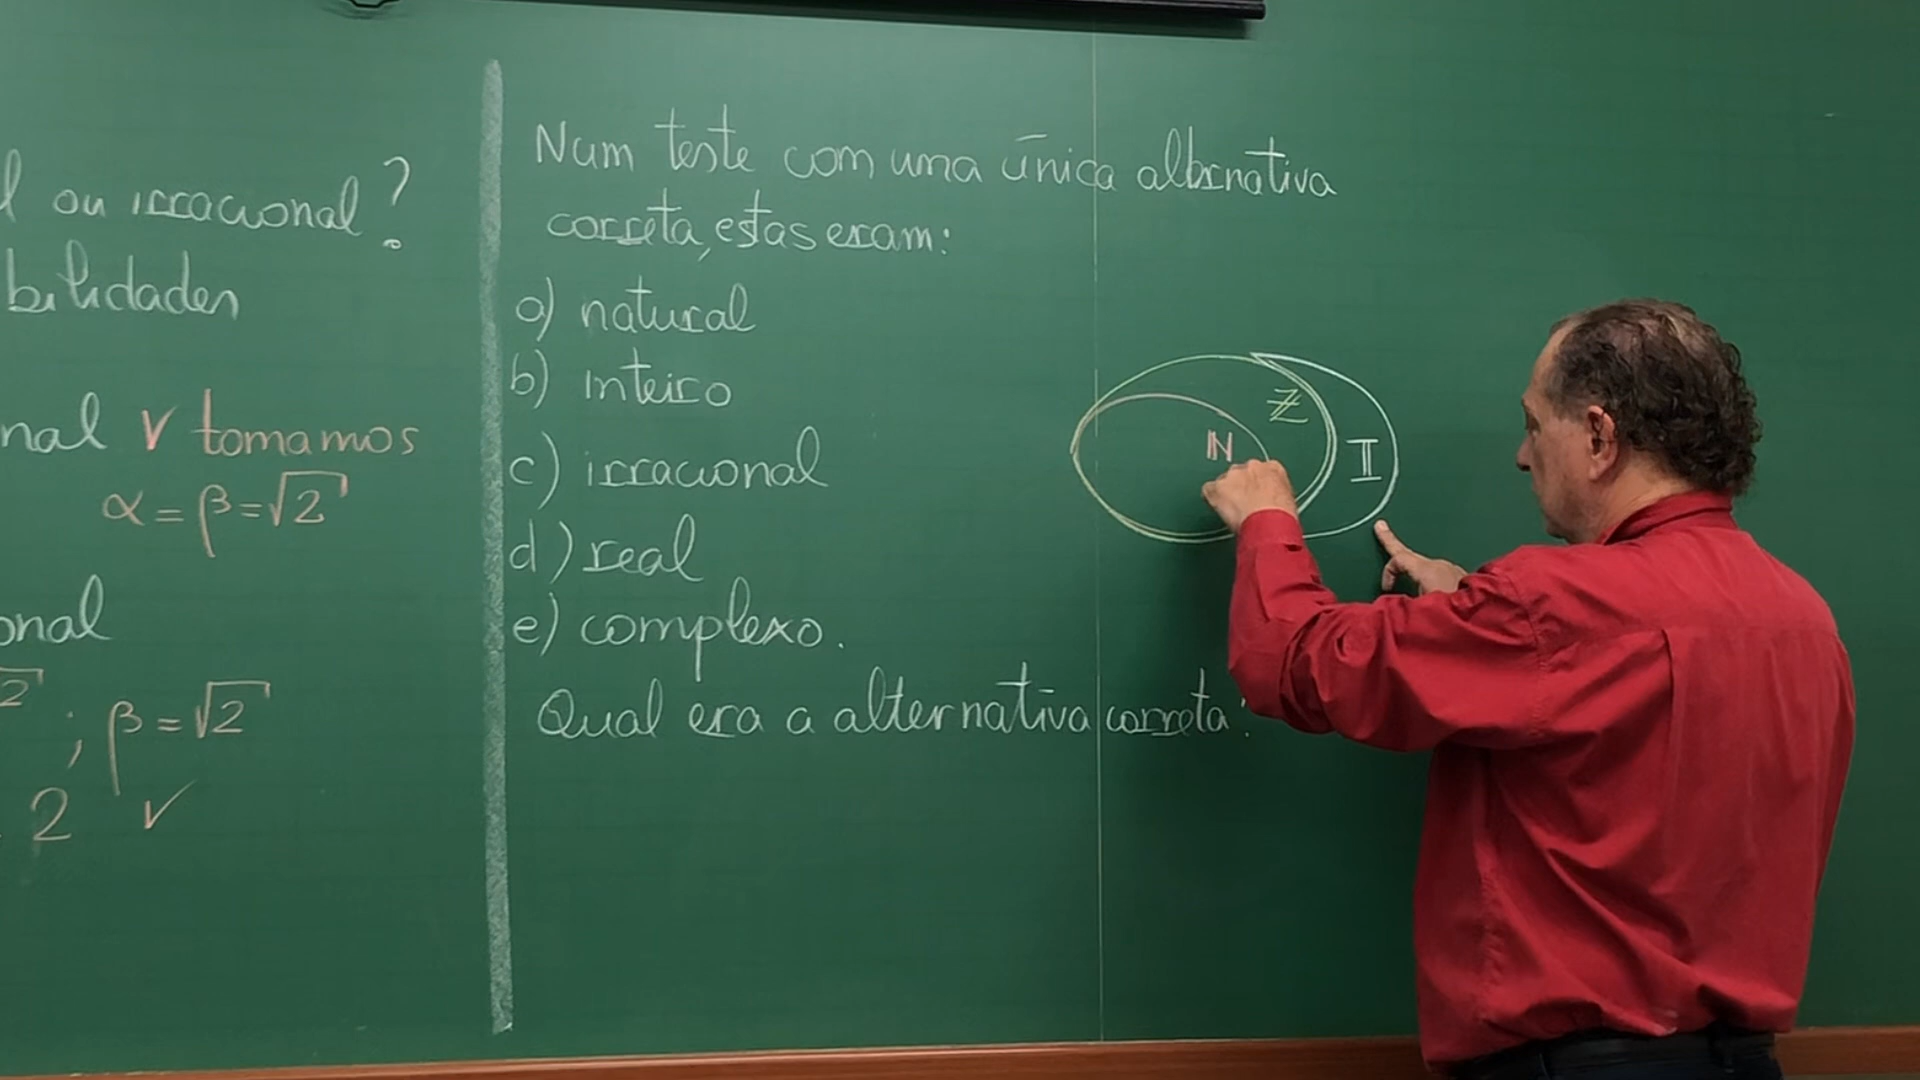 l ou irracional?
bilidades
nal v tomamos
α = β = √2
onal
2 ; β = √2
2 ✓
Num teste com uma única alternativa
correta, estas eram:
a) natural
b) inteiro
c) irracional
d) real
e) complexo.
Qual era a alternativa correta
N Z I